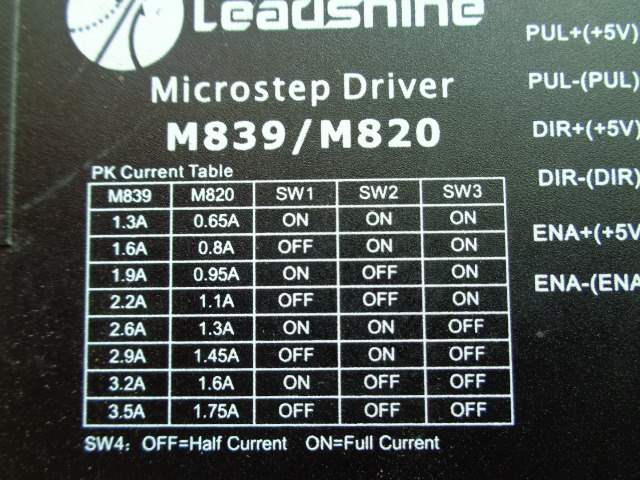 Leadshine
Microstep Driver
M839/M820
PK Current Table
M839 M820 SW1 SW2 SW3
1.3A 0.65A ON ON ON
1.6A 0.8A OFF ON ON
1.9A 0.95A ON OFF ON
2.2A 1.1A OFF OFF ON
2.6A 1.3A ON ON OFF
2.9A 1.45A OFF ON OFF
3.2A 1.6A ON OFF OFF
3.5A 1.75A OFF OFF OFF
SW4: OFF=Half Current ON=Full Current
PUL+(+5V)
PUL-(PUL)
DIR+(+5V)
DIR-(DIR)
ENA+(+5V
ENA-(ENA